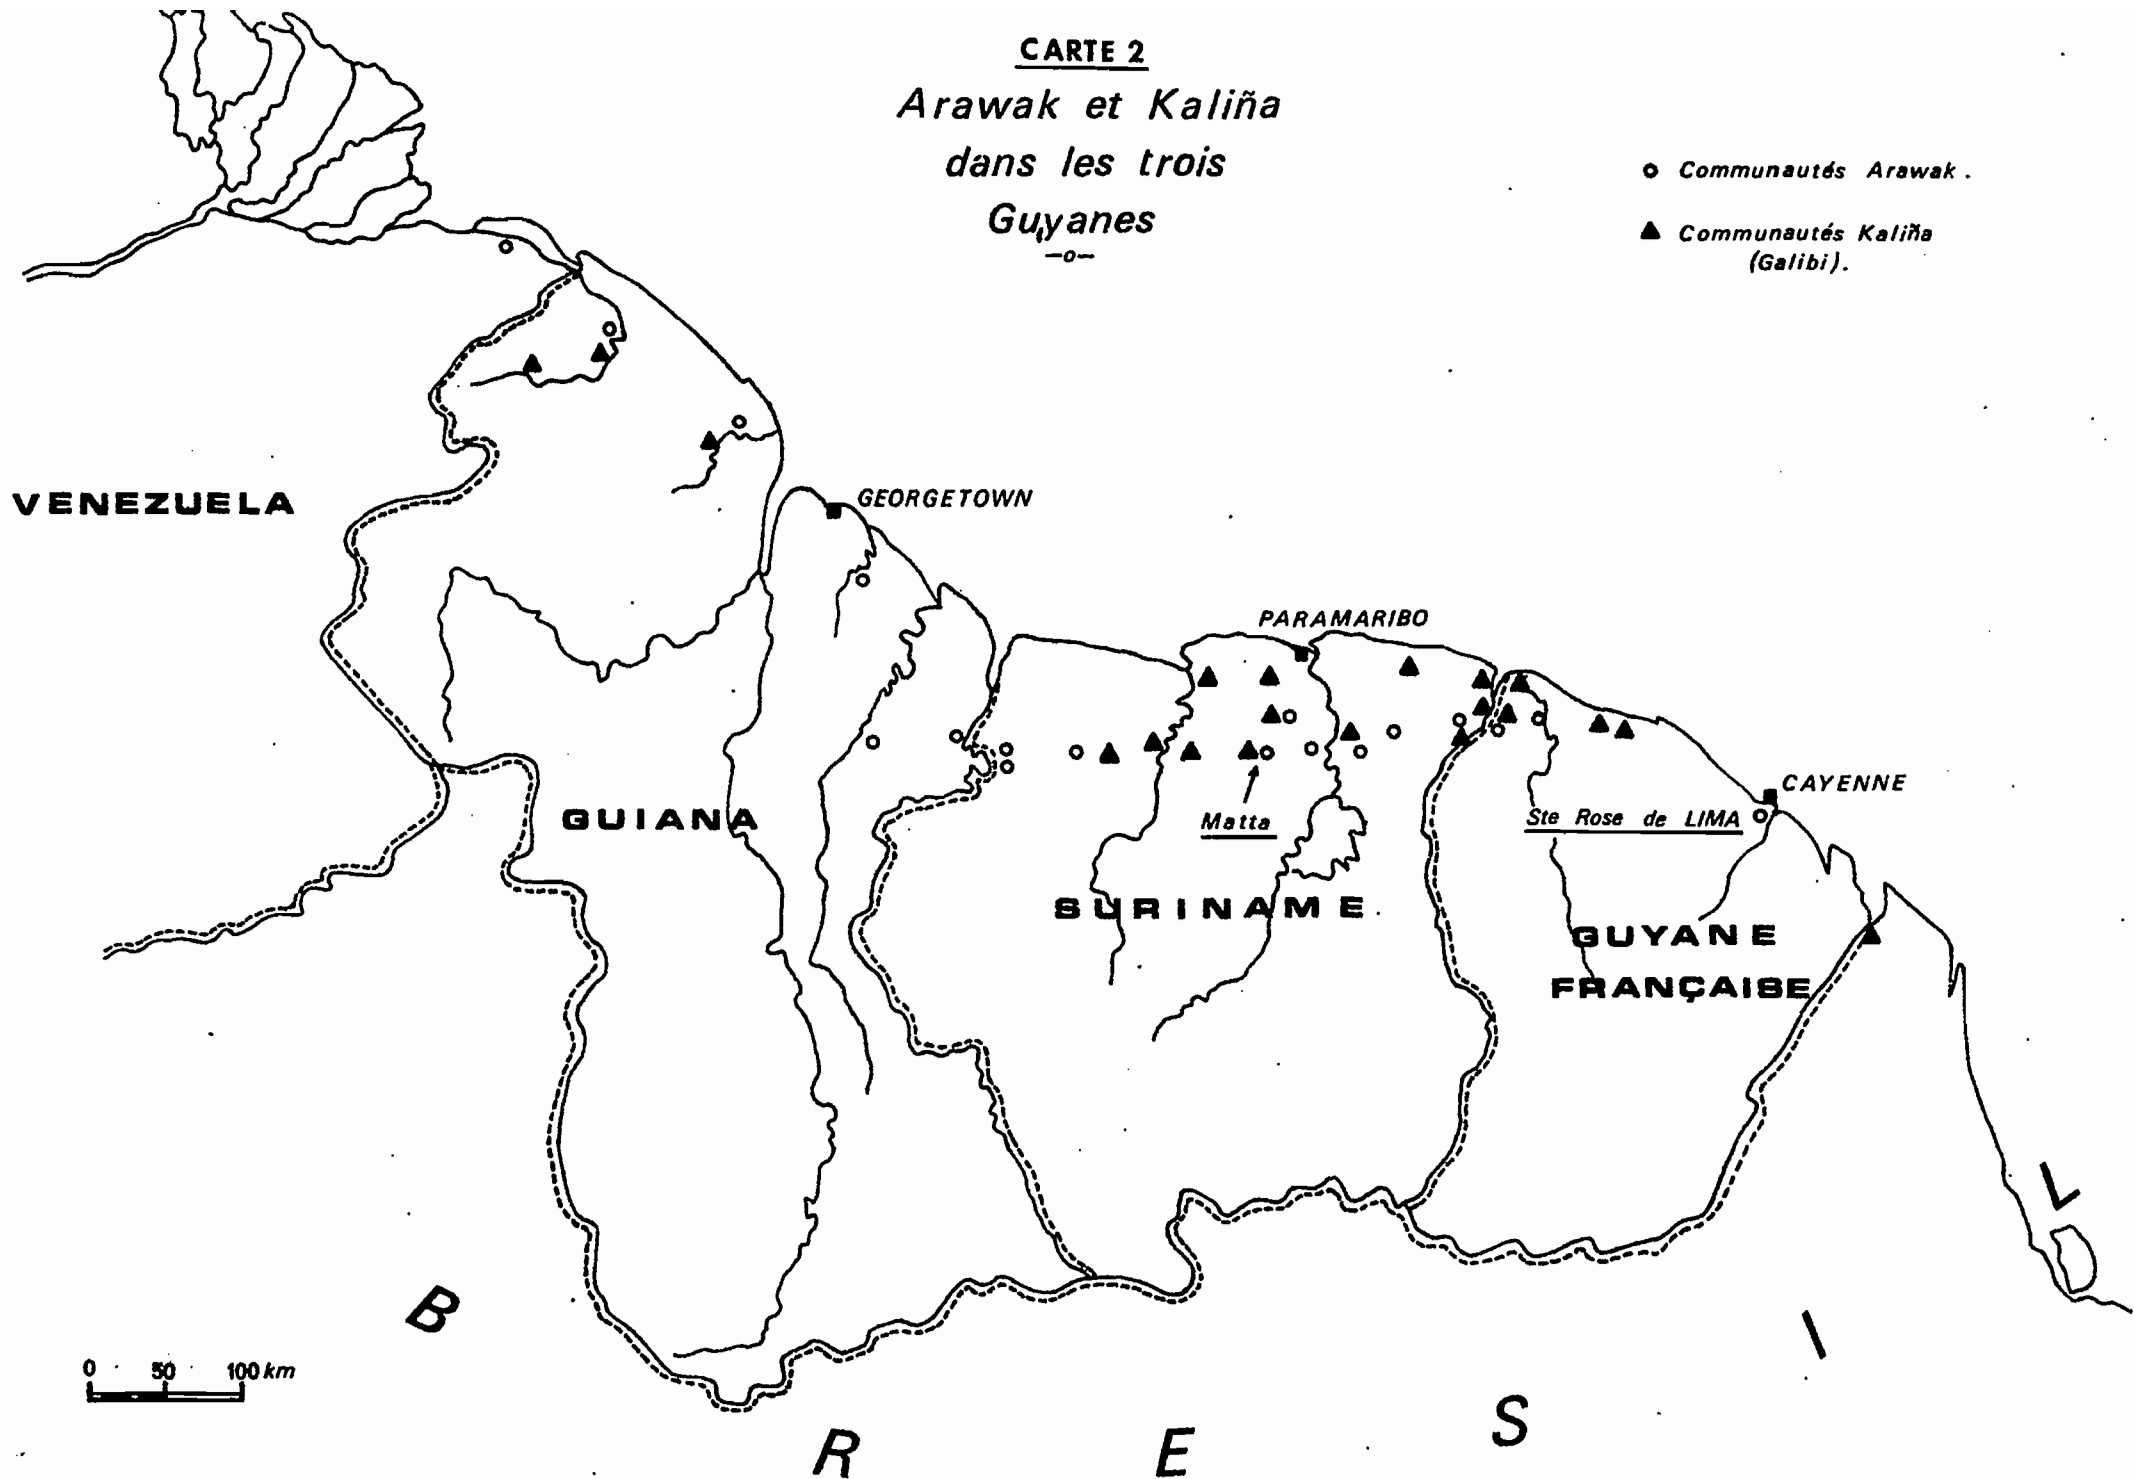 CARTE 2
Arawak et Kaliña
dans les trois
Guyanes
—o—
Communautés Arawak .
Communautés Kaliña
(Galibi).
VENEZUELA
GEORGETOWN
PARAMARIBO
CAYENNE
GUIANA
Matta
Ste Rose de LIMA
SURINAME
GUYANE
FRANÇAISE
0 50 100 km
B R E S I L